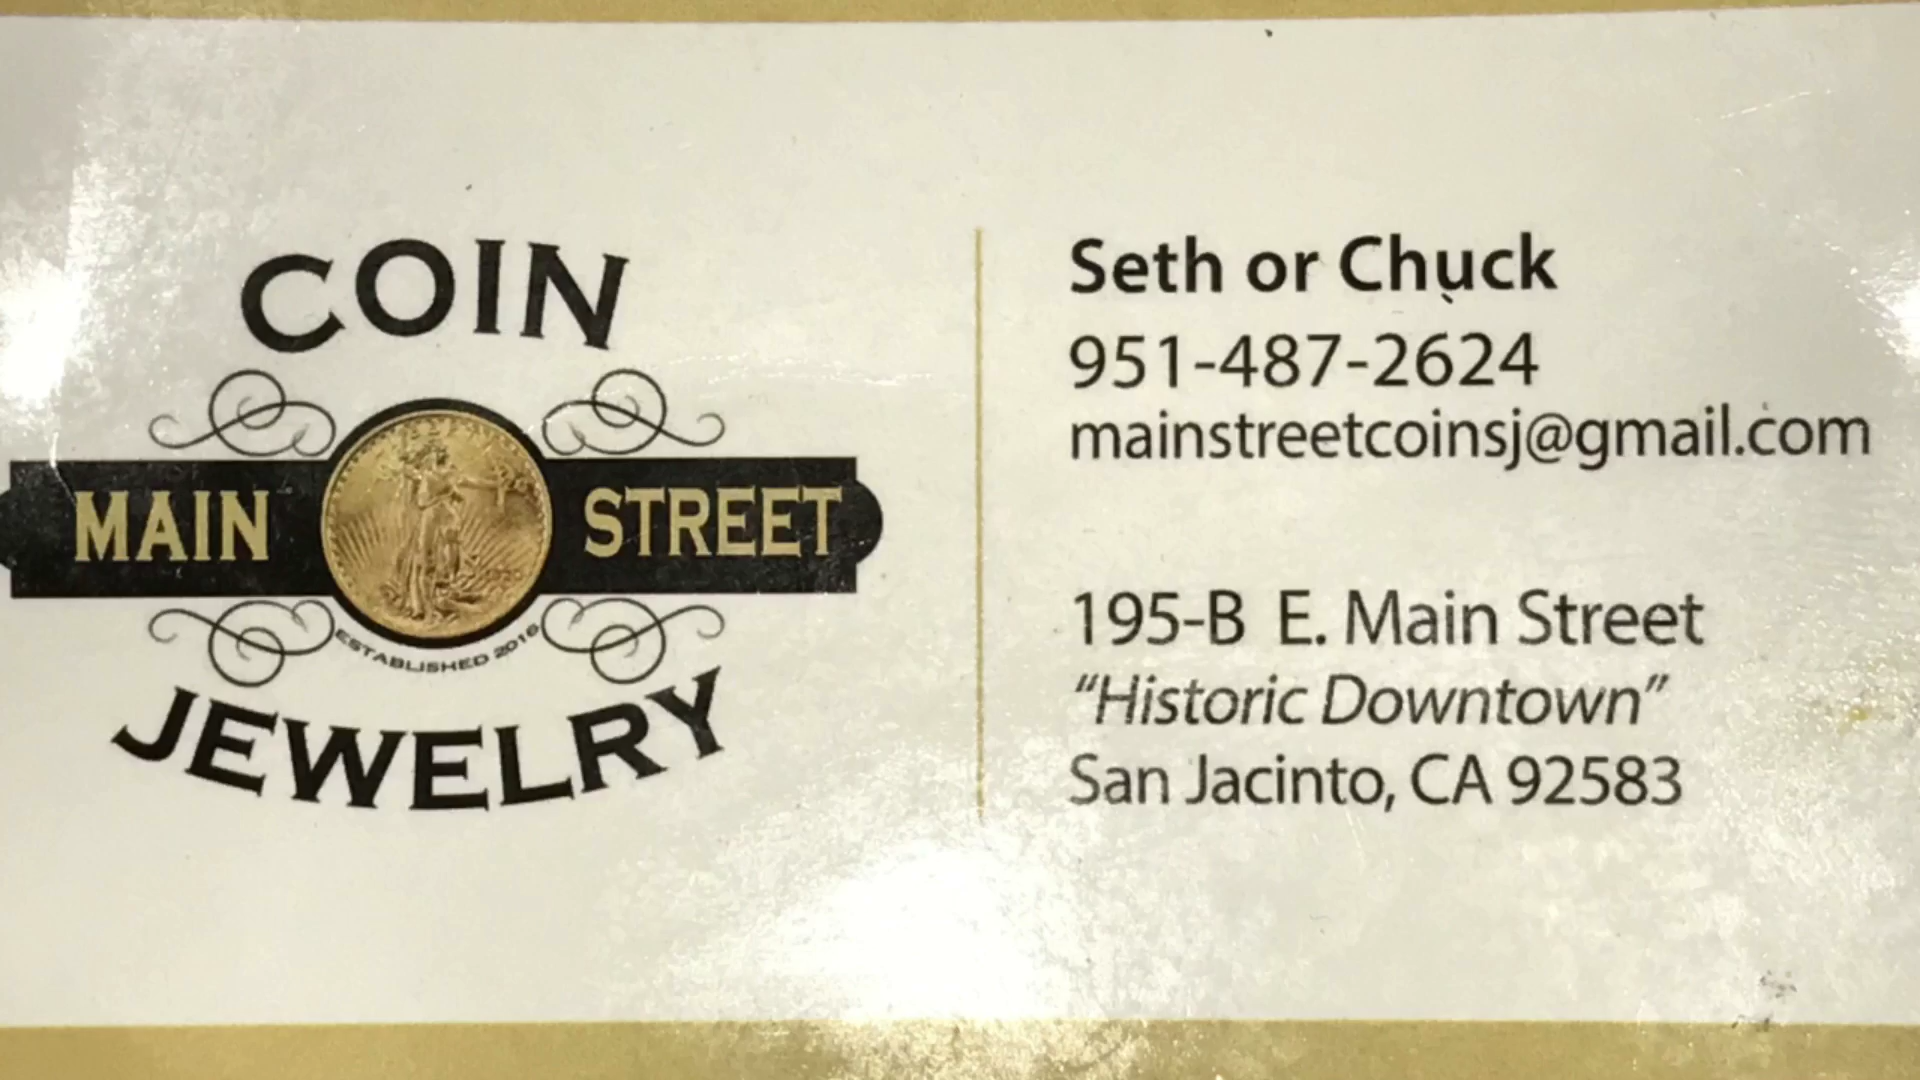 COIN
MAIN STREET
ESTABLISHED 2016
JEWELRY
Seth or Chuck
951-487-2624
mainstreetcoinsj@gmail.com
195-B E. Main Street
“Historic Downtown”
San Jacinto, CA 92583